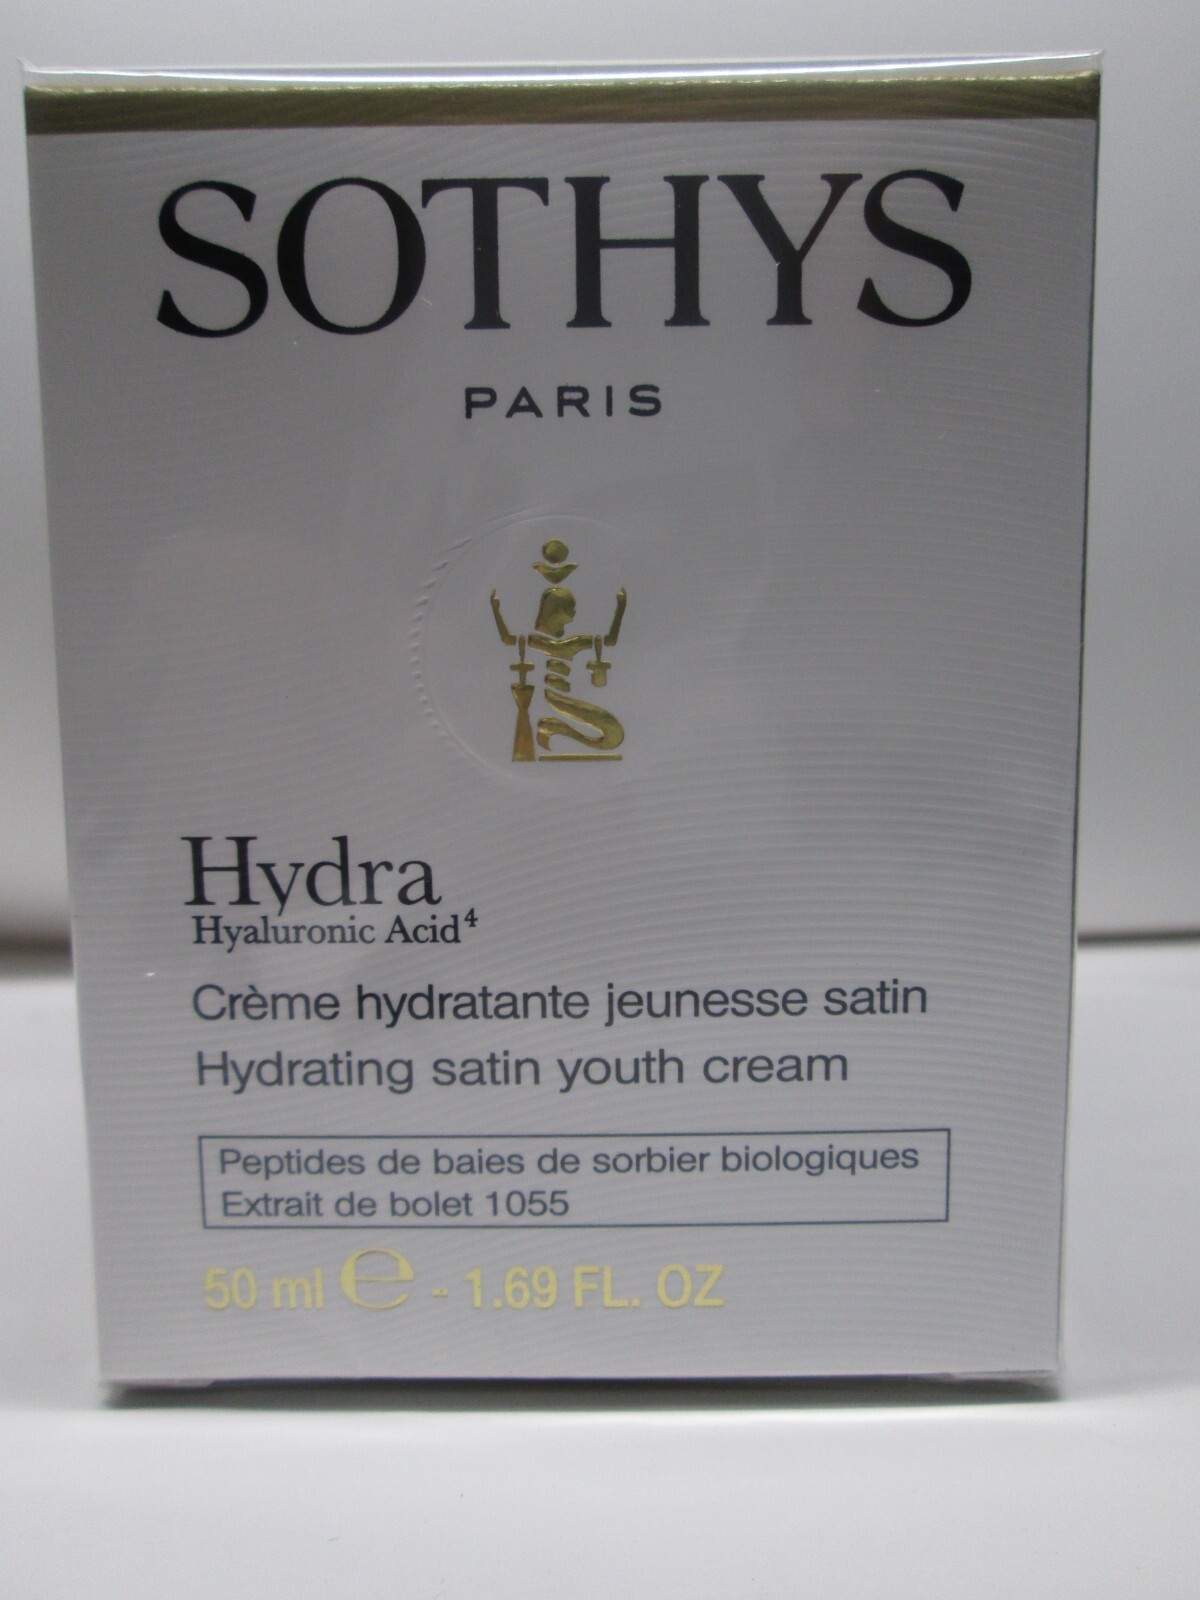 SOTHYS
PARIS
Hydra
Hyaluronic Acid⁴
Crème hydratante jeunesse satin
Hydrating satin youth cream
Peptides de baies de sorbier biologiques
Extrait de bolet 1055
50 ml ℮ - 1.69 FL. OZ